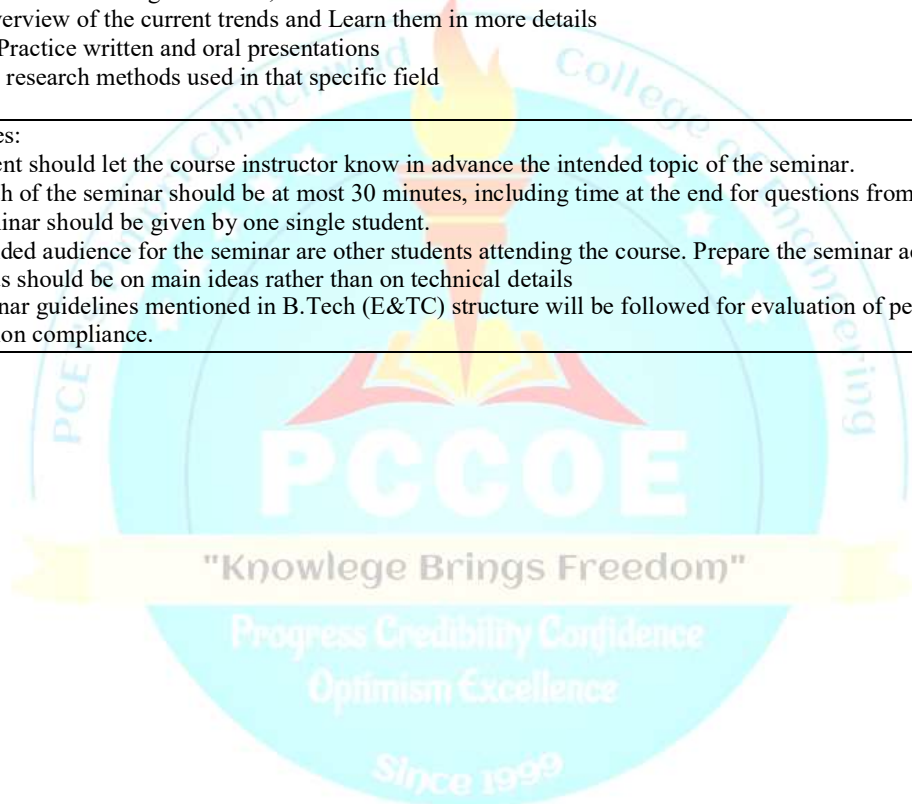 verview of the current trends and Learn them in more details
Practice written and oral presentations
research methods used in that specific field
es:
ent should let the course instructor know in advance the intended topic of the seminar.
h of the seminar should be at most 30 minutes, including time at the end for questions from
inar should be given by one single student.
ded audience for the seminar are other students attending the course. Prepare the seminar a
s should be on main ideas rather than on technical details
nar guidelines mentioned in B.Tech (E&TC) structure will be followed for evaluation of pe
on compliance.
College of Engineering
PCCOE
"Knowlege Brings Freedom"
Progress Credibility Confidence
Optimism Excellence
Since 1999